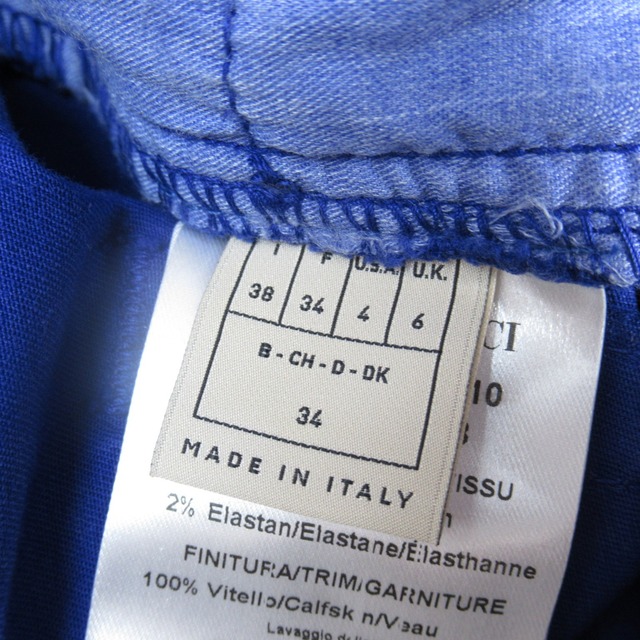 I F U.S.A. U.K.
38 34 4 6
B - CH - D - DK
34
MADE IN ITALY
2% Elastan/Elastane/Elasthanne
FINITURA/TRIM/GARNITURE
100% Vitello/Calfskin/Veau